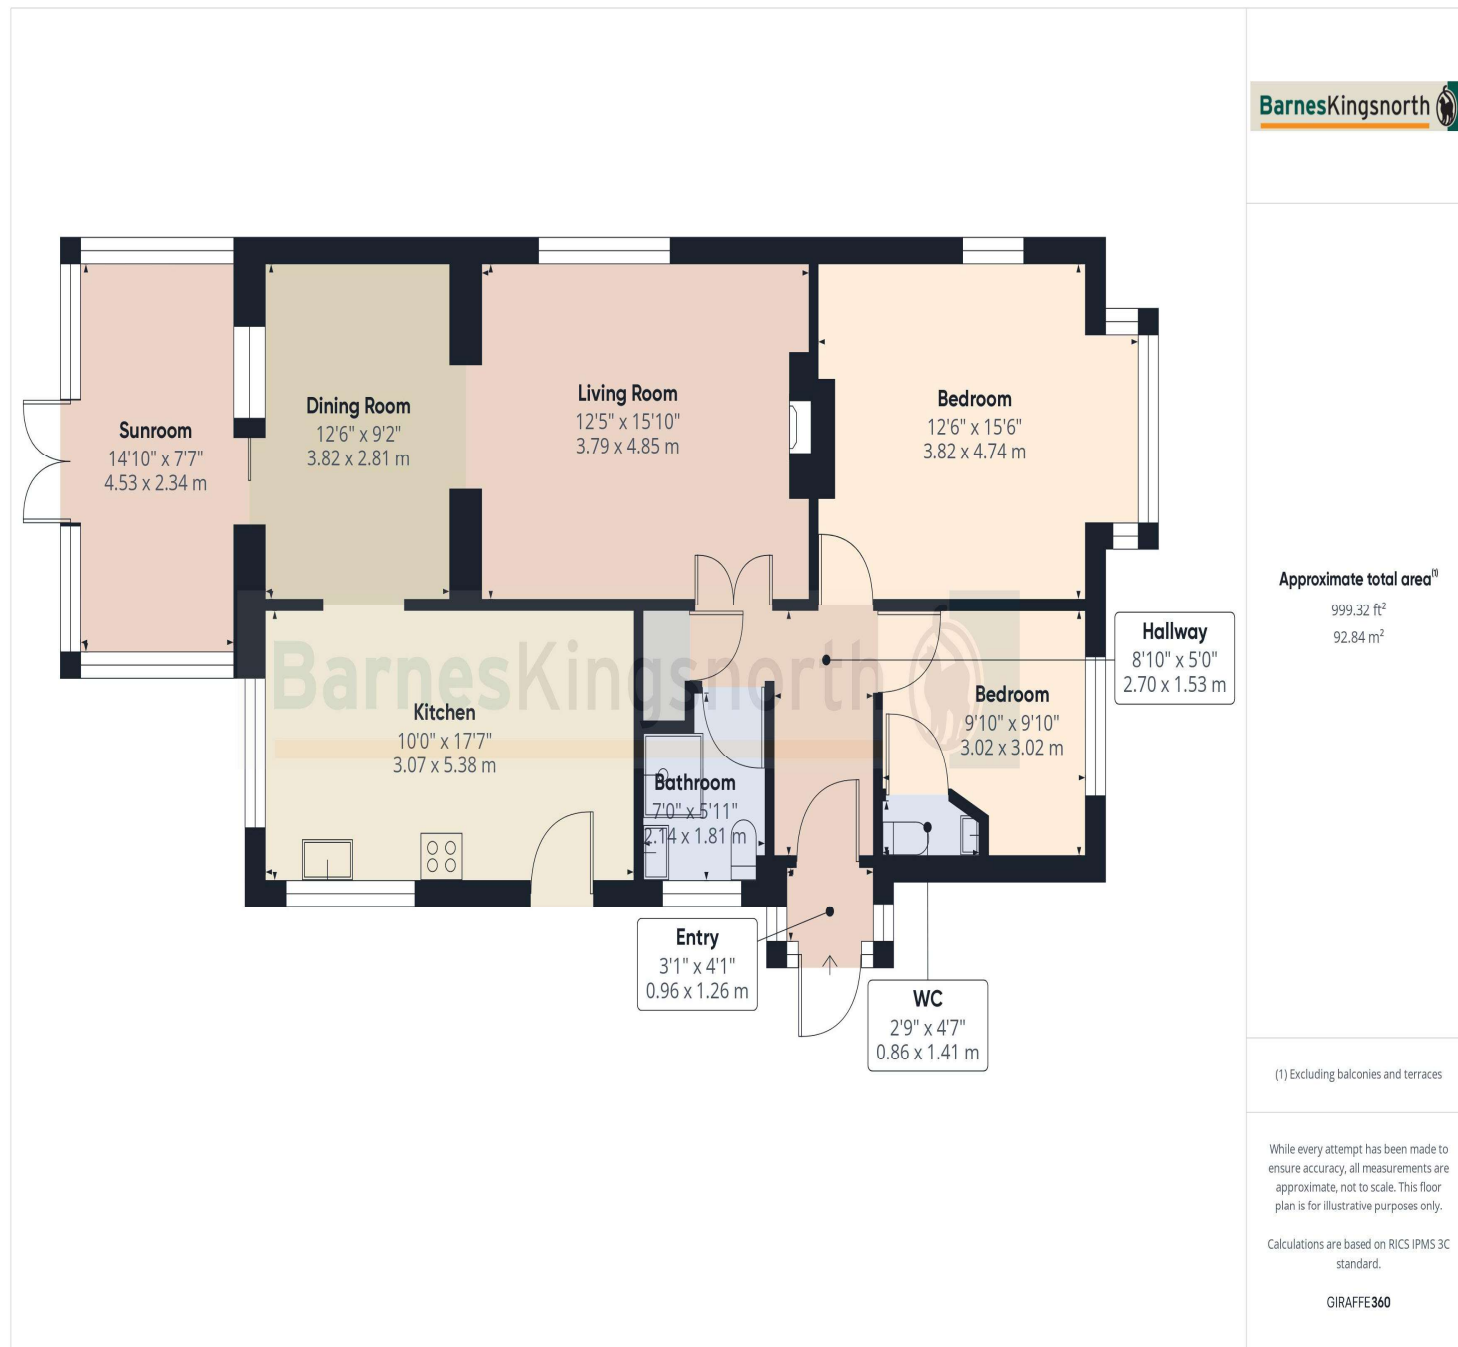 BarnesKingsnorth
Sunroom
14'10" x 7'7"
4.53 x 2.34 m
Dining Room
12'6" x 9'2"
3.82 x 2.81 m
Living Room
12'5" x 15'10"
3.79 x 4.85 m
Bedroom
12'6" x 15'6"
3.82 x 4.74 m
Hallway
8'10" x 5'0"
2.70 x 1.53 m
BarnesKingsnorth
Kitchen
10'0" x 17'7"
3.07 x 5.38 m
Bathroom
7'0" x 5'11"
2.14 x 1.81 m
Bedroom
9'10" x 9'10"
3.02 x 3.02 m
Entry
3'1" x 4'1"
0.96 x 1.26 m
WC
2'9" x 4'7"
0.86 x 1.41 m
Approximate total area(1)
999.32 ft²
92.84 m²
(1) Excluding balconies and terraces
While every attempt has been made to
ensure accuracy, all measurements are
approximate, not to scale. This floor
plan is for illustrative purposes only.
Calculations are based on RICS IPMS 3C
standard.
GIRAFFE360